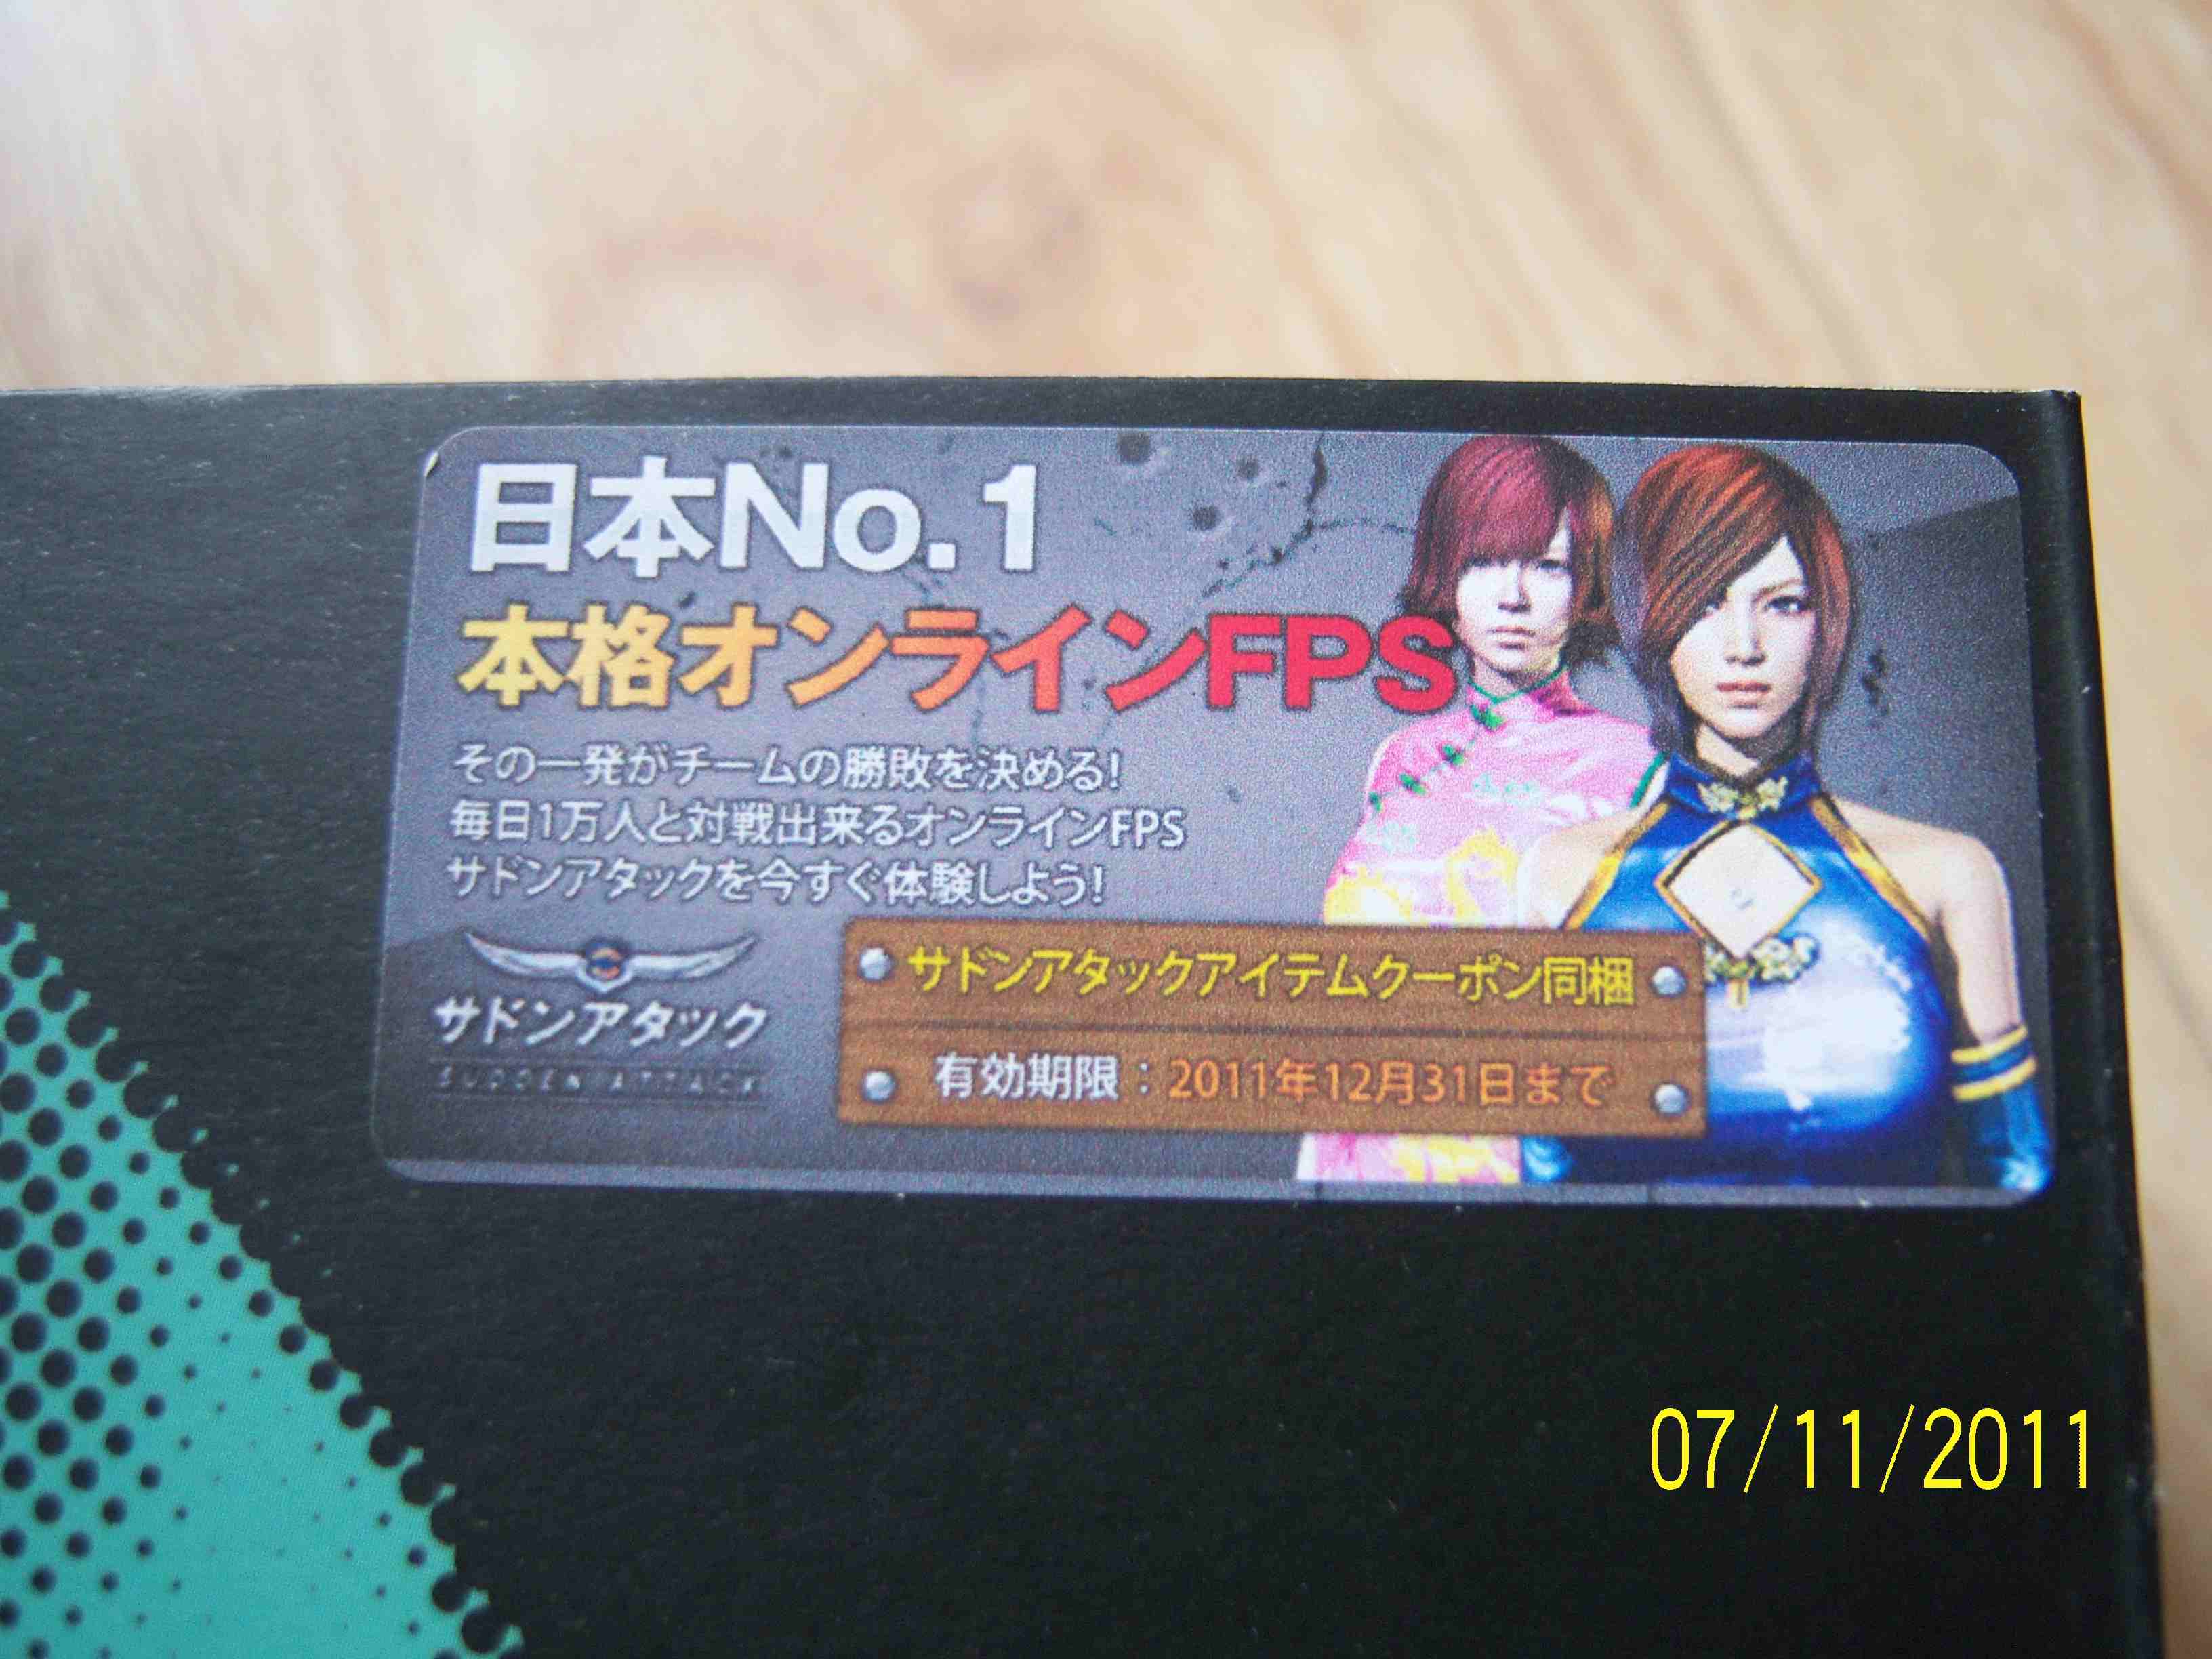 日本No.1
本格オンラインFPS
その一発がチームの勝敗を決める!
毎日1万人と対戦出来るオンラインFPS
サドンアタックを今すぐ体験しよう!
サドンアタック
SUDDEN ATTACK
サドンアタックアイテムクーポン同梱
有効期限：2011年12月31日まで
07/11/2011